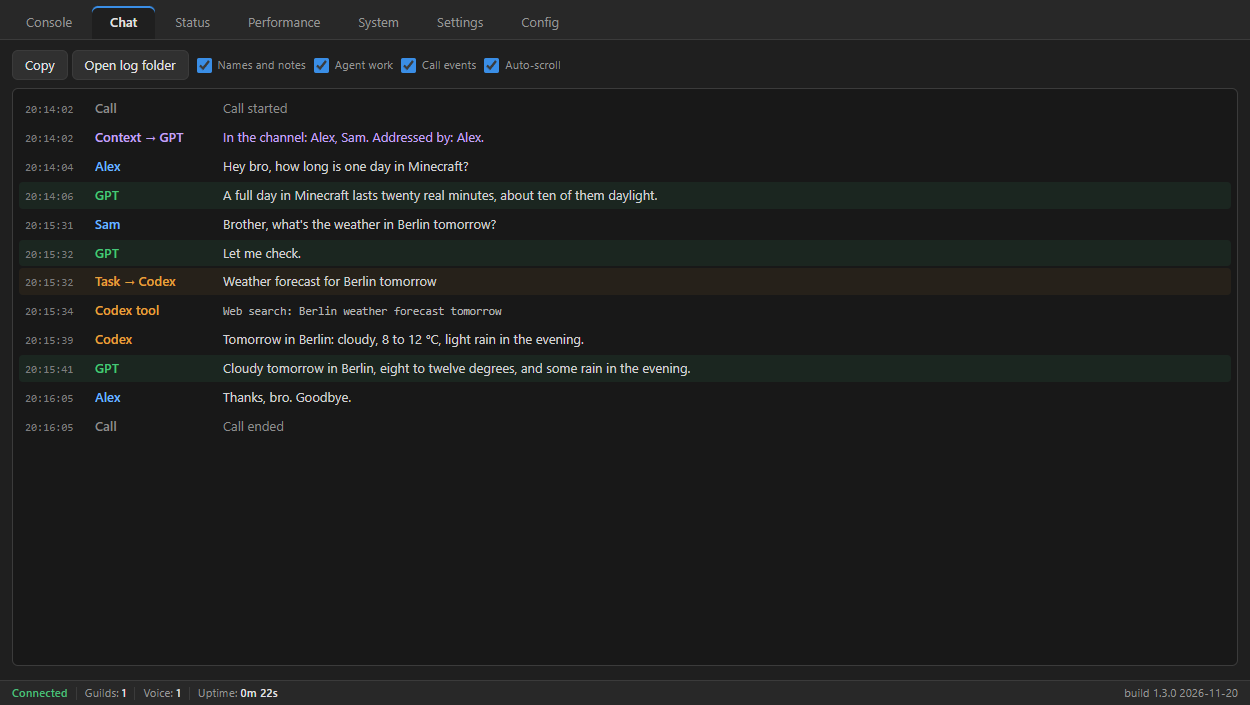 Console Chat Status Performance System Settings Config
Copy Open log folder Names and notes Agent work Call events Auto-scroll
20:14:02 Call Call started
20:14:02 Context → GPT In the channel: Alex, Sam. Addressed by: Alex.
20:14:04 Alex Hey bro, how long is one day in Minecraft?
20:14:06 GPT A full day in Minecraft lasts twenty real minutes, about ten of them daylight.
20:15:31 Sam Brother, what's the weather in Berlin tomorrow?
20:15:32 GPT Let me check.
20:15:32 Task → Codex Weather forecast for Berlin tomorrow
20:15:34 Codex tool Web search: Berlin weather forecast tomorrow
20:15:39 Codex Tomorrow in Berlin: cloudy, 8 to 12 °C, light rain in the evening.
20:15:41 GPT Cloudy tomorrow in Berlin, eight to twelve degrees, and some rain in the evening.
20:16:05 Alex Thanks, bro. Goodbye.
20:16:05 Call Call ended
Connected Guilds: 1 Voice: 1 Uptime: 0m 22s build 1.3.0 2026-11-20